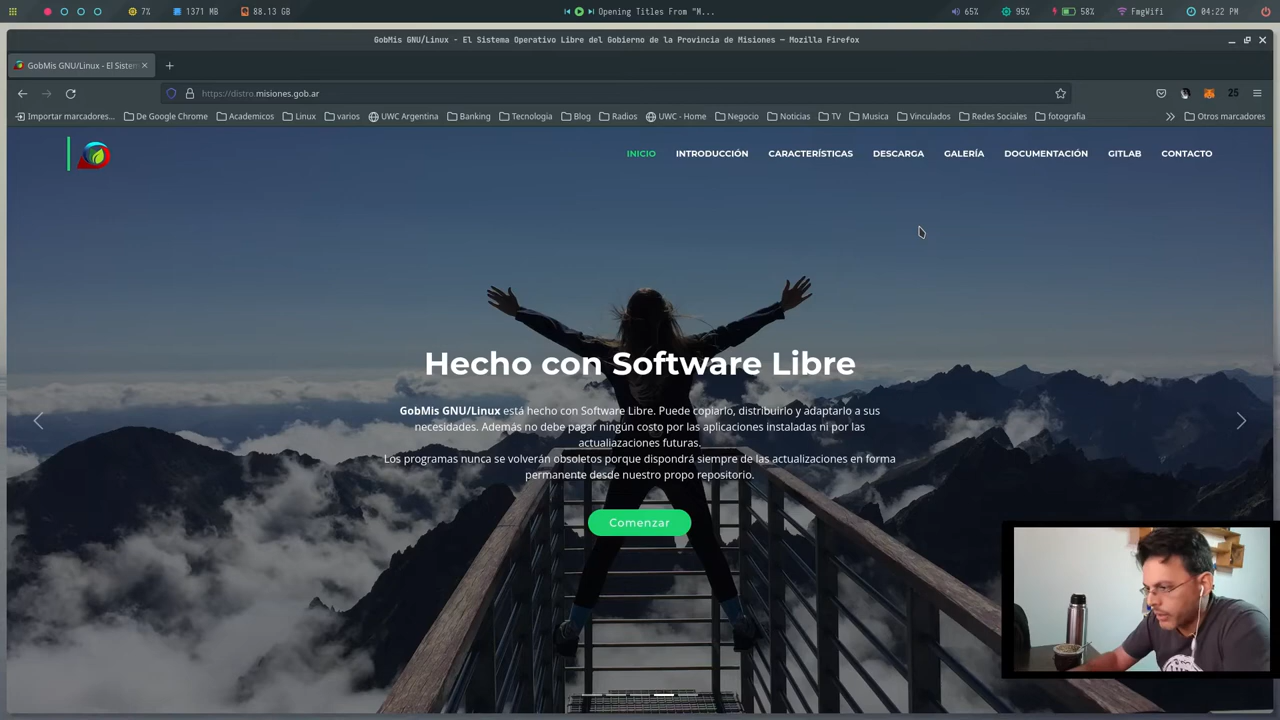 7% 1371 MB 88.13 GB Opening Titles From "M... 65% 95% 58% FmgWifi 04:22 PM
GobMis GNU/Linux - El Sistema Operativo Libre del Gobierno de la Provincia de Misiones — Mozilla Firefox
GobMis GNU/Linux - El Sistem
https://distro.misiones.gob.ar 25
Importar marcadores... De Google Chrome Academicos Linux varios UWC Argentina Banking Tecnologia Blog Radios UWC - Home Negocio Noticias TV Musica Vinculados Redes Sociales fotografia Otros marcadores
INICIO INTRODUCCIÓN CARACTERÍSTICAS DESCARGA GALERÍA DOCUMENTACIÓN GITLAB CONTACTO
Hecho con Software Libre
GobMis GNU/Linux está hecho con Software Libre. Puede copiarlo, distribuirlo y adaptarlo a sus
necesidades. Además no debe pagar ningún costo por las aplicaciones instaladas ni por las
actualiazaciones futuras.
Los programas nunca se volverán obsoletos porque dispondrá siempre de las actualizaciones en forma
permanente desde nuestro propo repositorio.
Comenzar